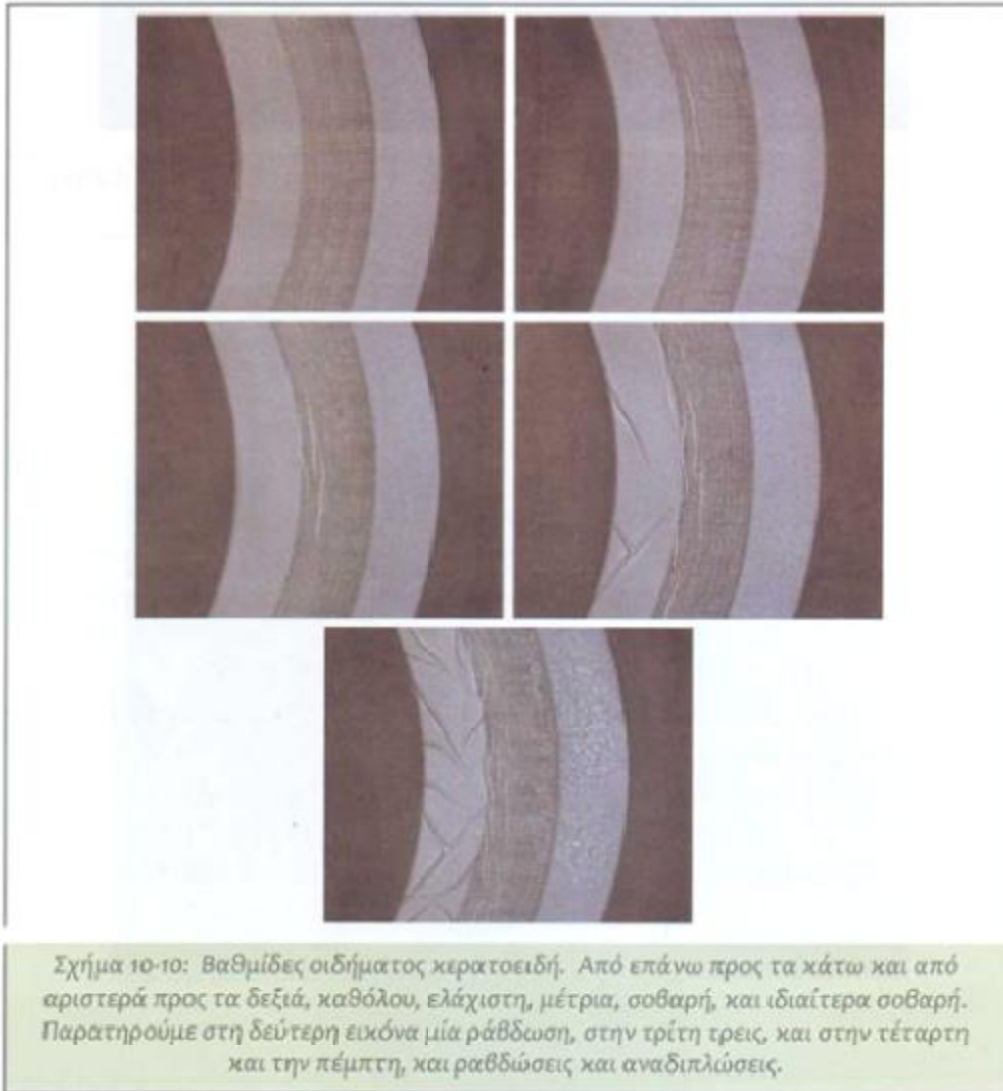 Σχήμα 10-10: Βαθμίδες οιδήματος κερατοειδή. Από επάνω προς τα κάτω και από
αριστερά προς τα δεξιά, καθόλου, ελάχιστη, μέτρια, σοβαρή, και ιδιαίτερα σοβαρή.
Παρατηρούμε στη δεύτερη εικόνα μία ράβδωση, στην τρίτη τρεις, και στην τέταρτη
και την πέμπτη, και ραβδώσεις και αναδιπλώσεις.